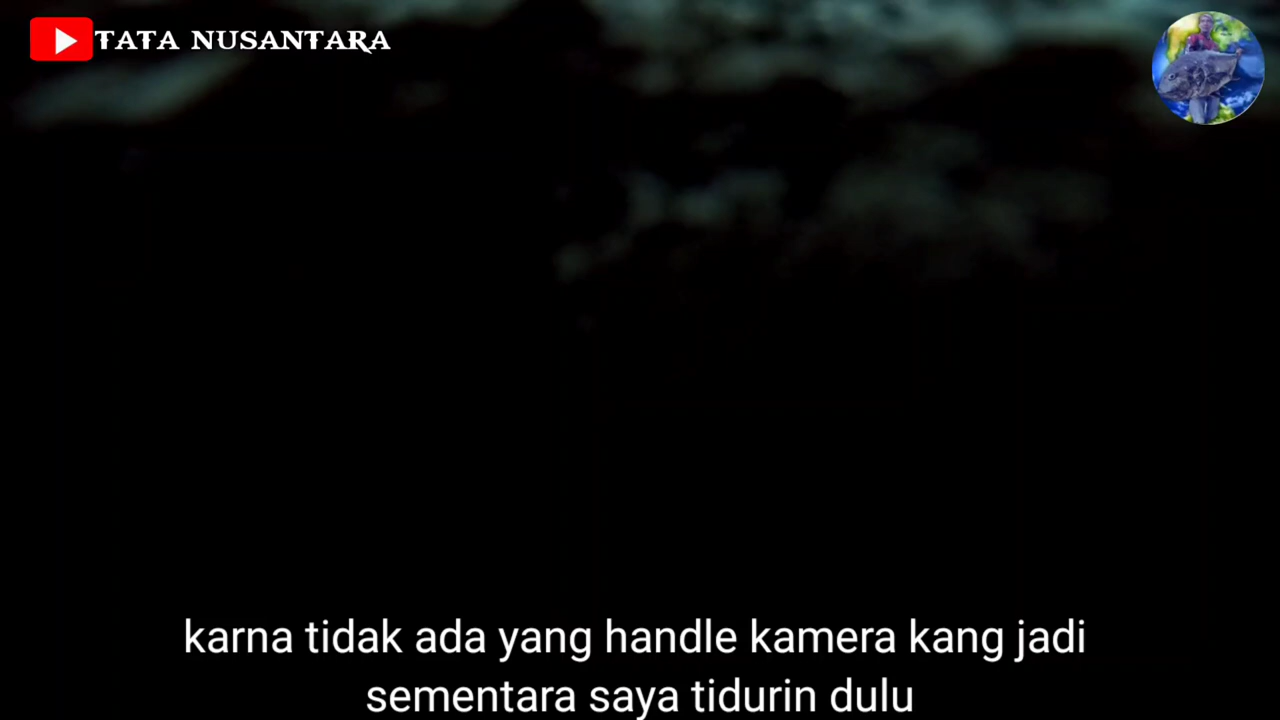 TATA NUSANTARA
karna tidak ada yang handle kamera kang jadi
sementara saya tidurin dulu